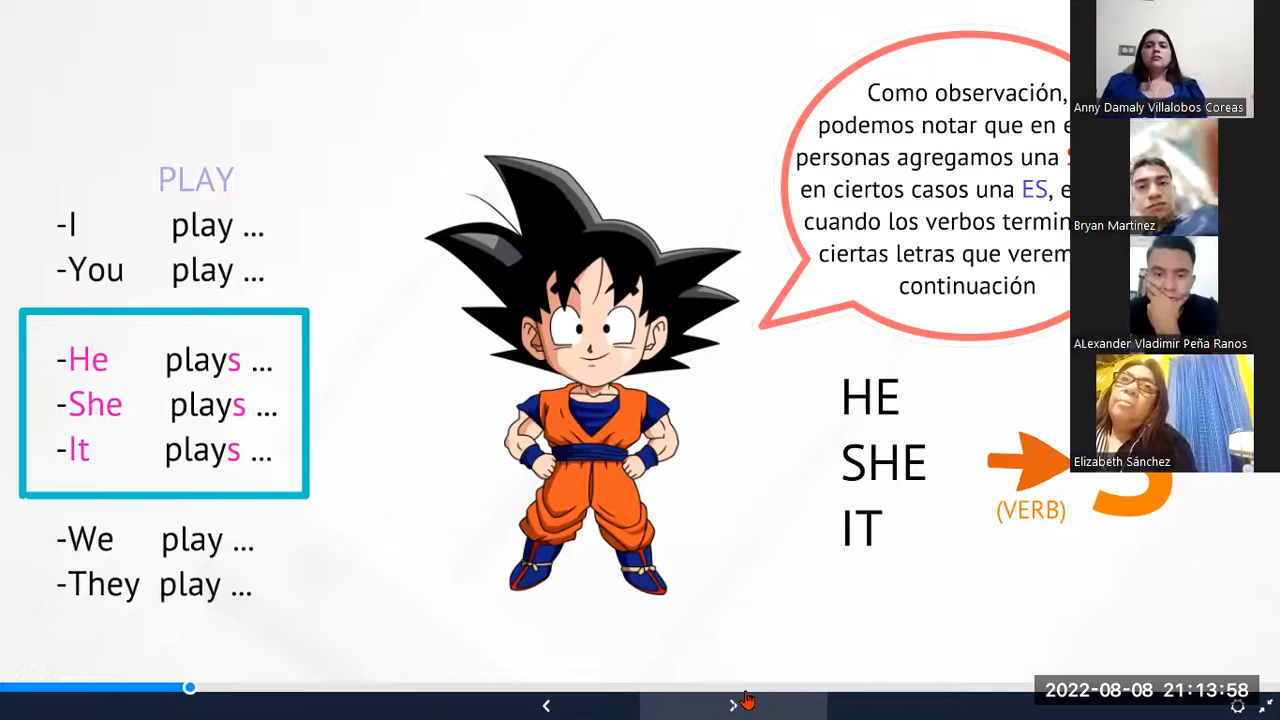 PLAY
-I play ...
-You play ...
-He plays ...
-She plays ...
-It plays ...
-We play ...
-They play ...
Como observación,
podemos notar que en
personas agregamos una
en ciertos casos una ES,
cuando los verbos
ciertas letras que
continuación
HE
SHE
IT
(VERB)
S
Anny Damaly Villalobos Coreas
Bryan Martinez
ALexander Vladimir Peña Ranos
Elizabeth Sánchez
2022-08-08 21:13:58